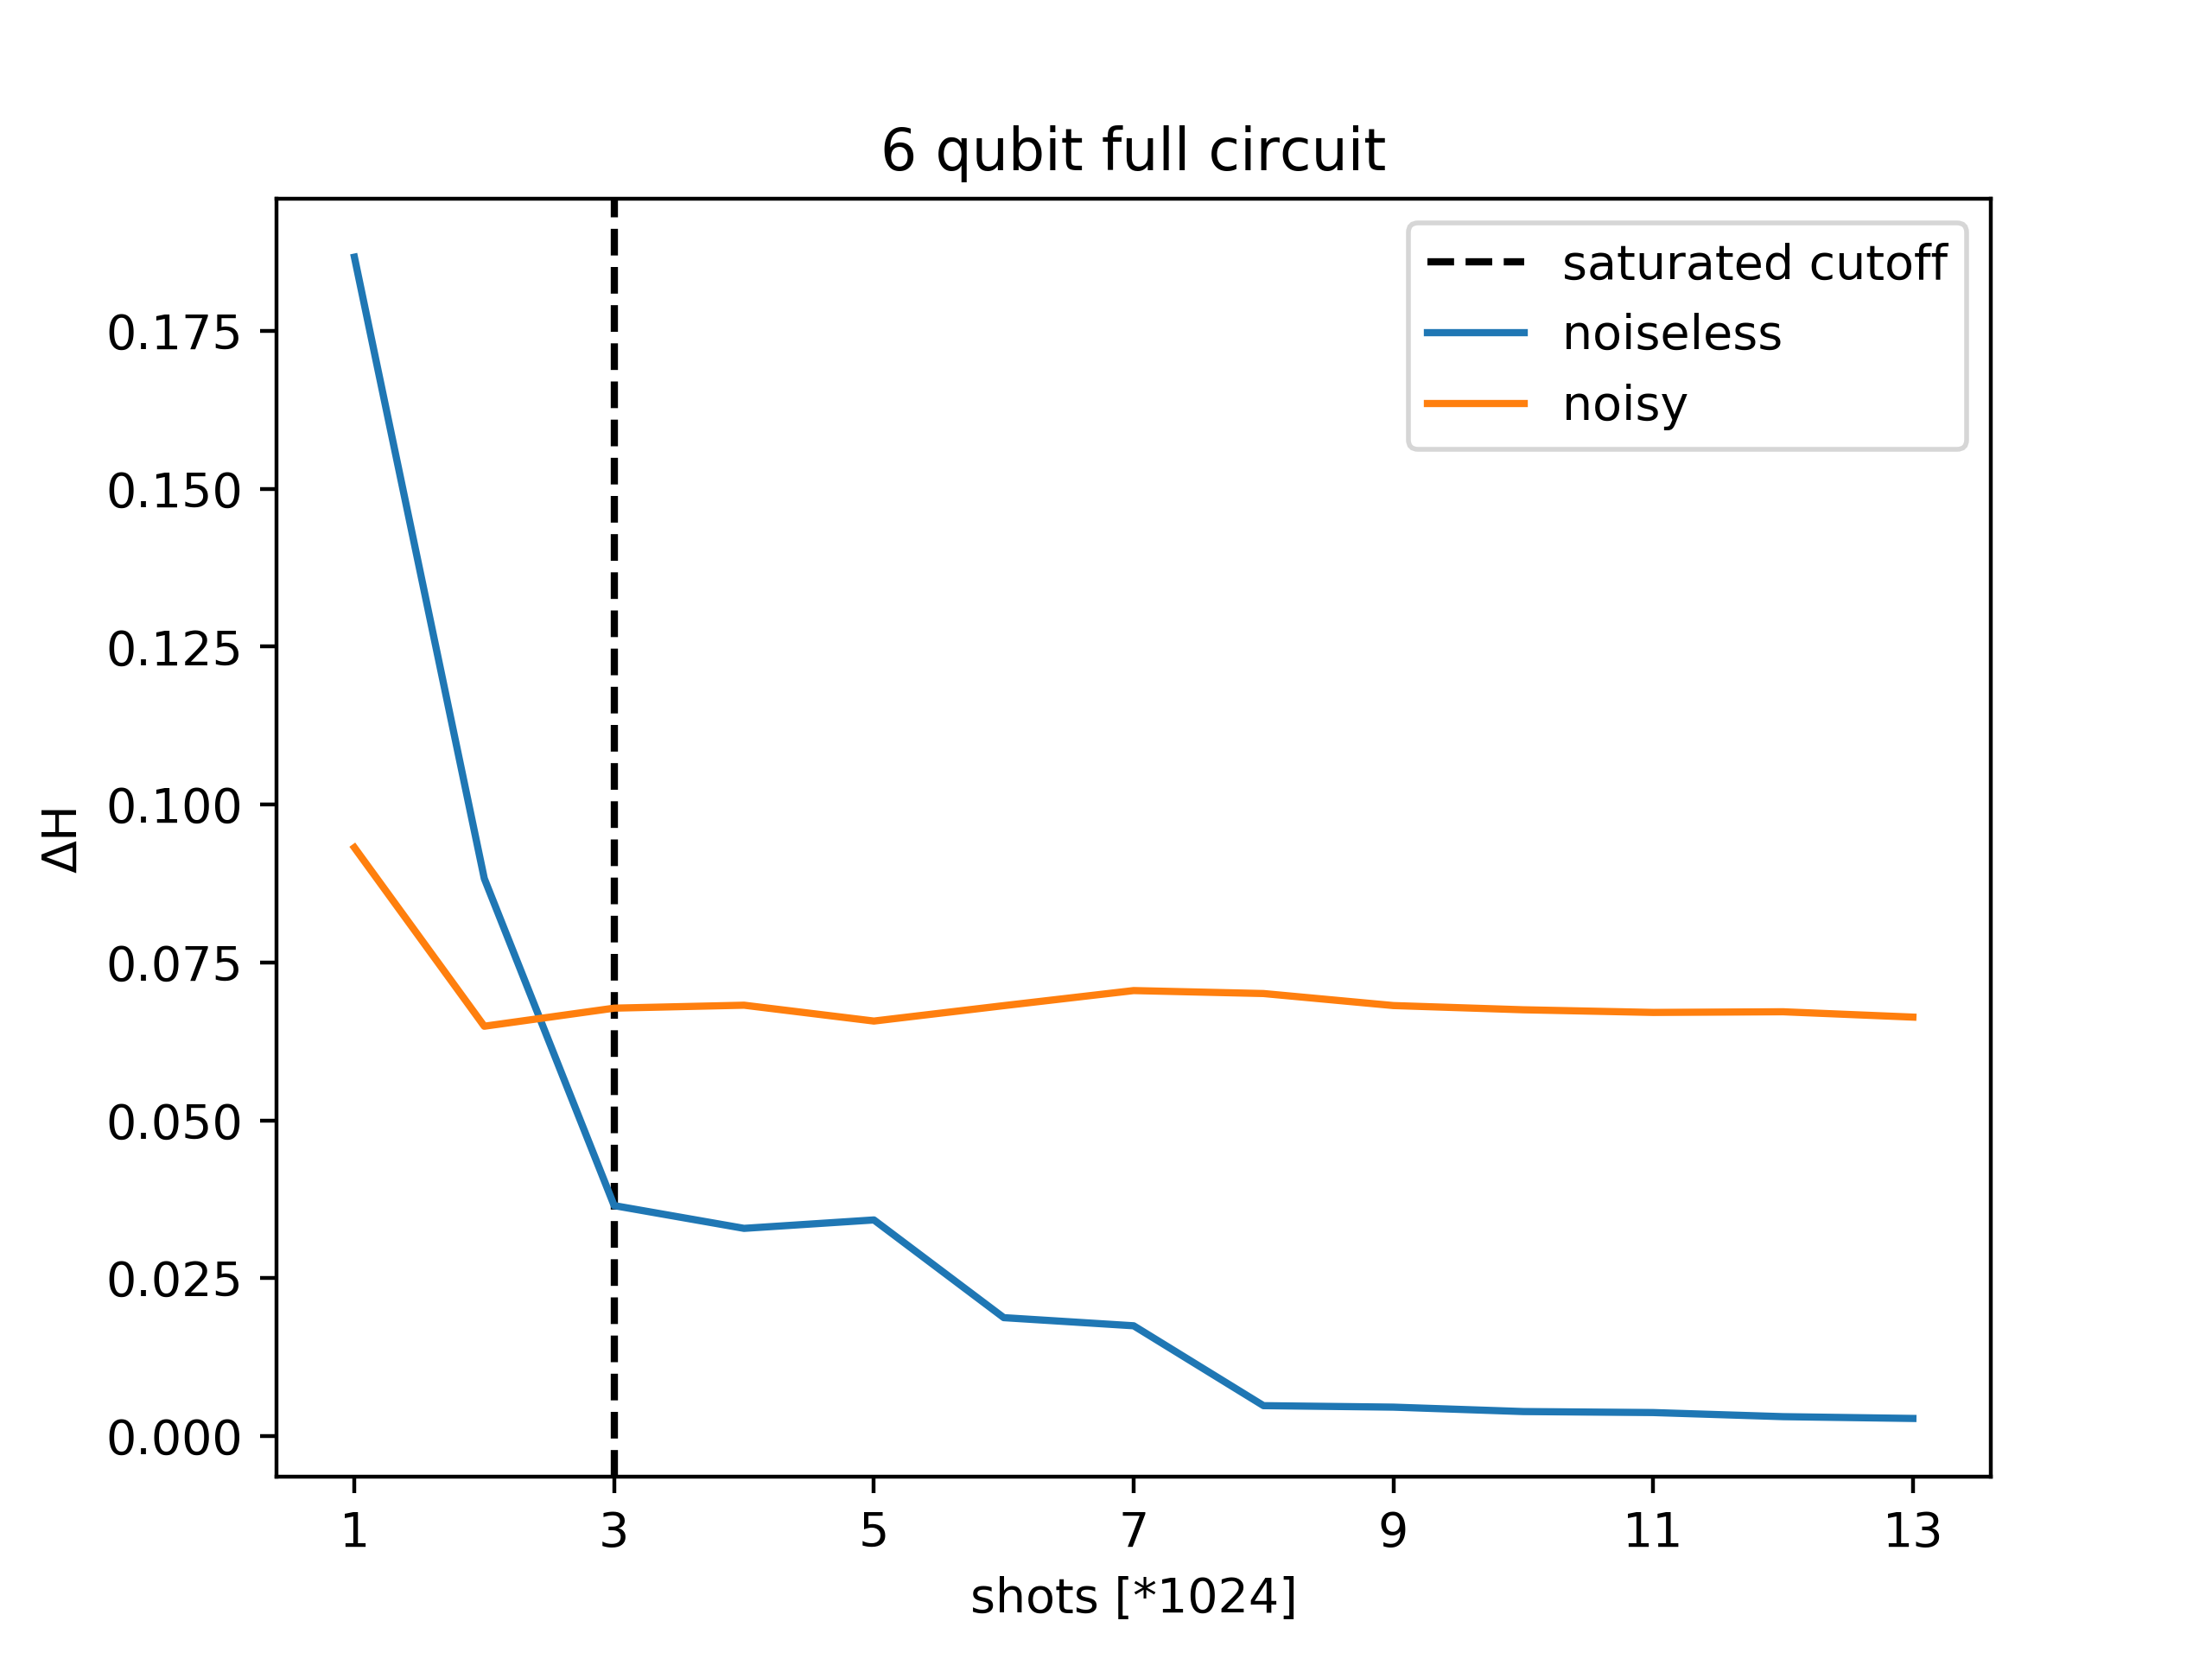 6 qubit full circuit
saturated cutoff
noiseless
noisy
0.175
0.150
0.125
0.100
0.075
0.050
0.025
0.000
ΔH
1 3 5 7 9 11 13
shots [*1024]